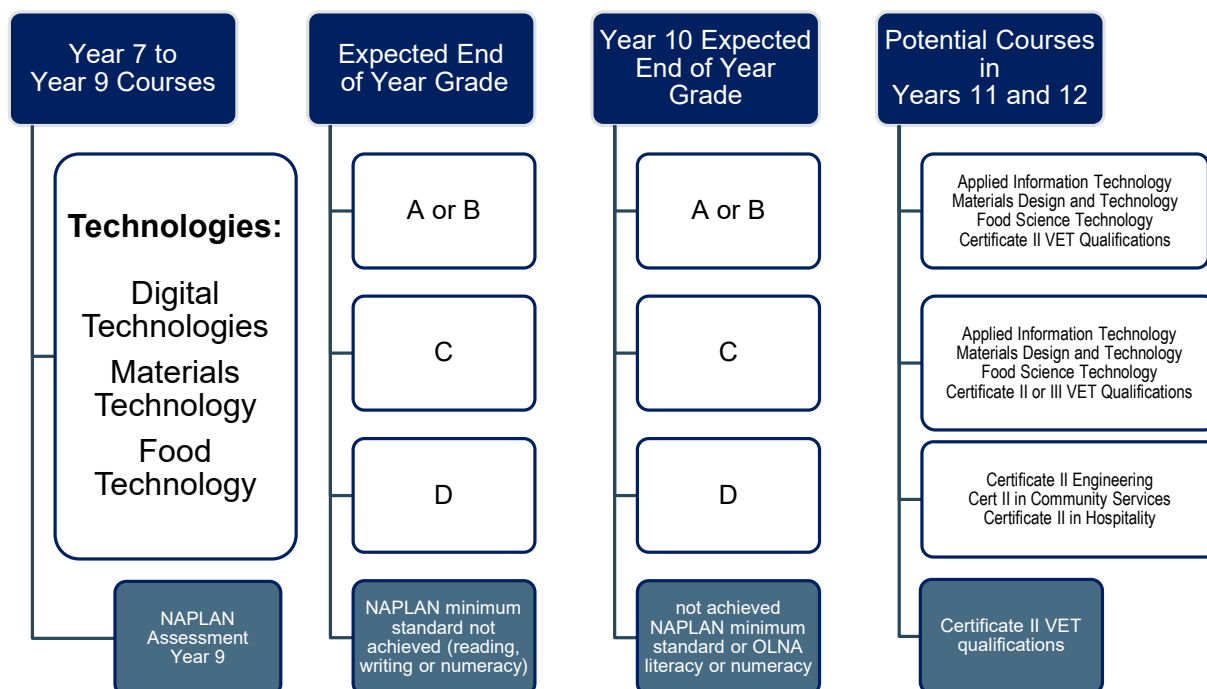 Year 7 to
Year 9 Courses
Technologies:
Digital
Technologies
Materials
Technology
Food
Technology
NAPLAN
Assessment
Year 9
Expected End
of Year Grade
A or B
C
D
NAPLAN minimum
standard not
achieved (reading,
writing or numeracy)
Year 10 Expected
End of Year
Grade
A or B
C
D
not achieved
NAPLAN minimum
standard or OLNA
literacy or numeracy
Potential Courses
in
Years 11 and 12
Applied Information Technology
Materials Design and Technology
Food Science Technology
Certificate II VET Qualifications
Applied Information Technology
Materials Design and Technology
Food Science Technology
Certificate II or III VET Qualifications
Certificate II Engineering
Cert II in Community Services
Certificate II in Hospitality
Certificate II VET
qualifications